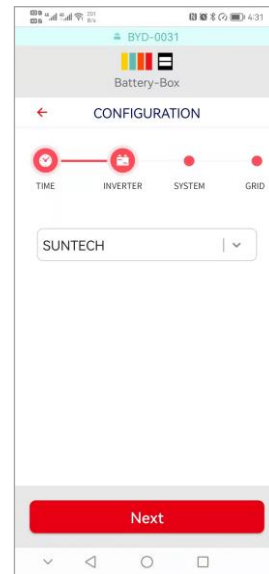 4:31
BYD-0031
Battery-Box
CONFIGURATION
TIME INVERTER SYSTEM GRID
SUNTECH
Next